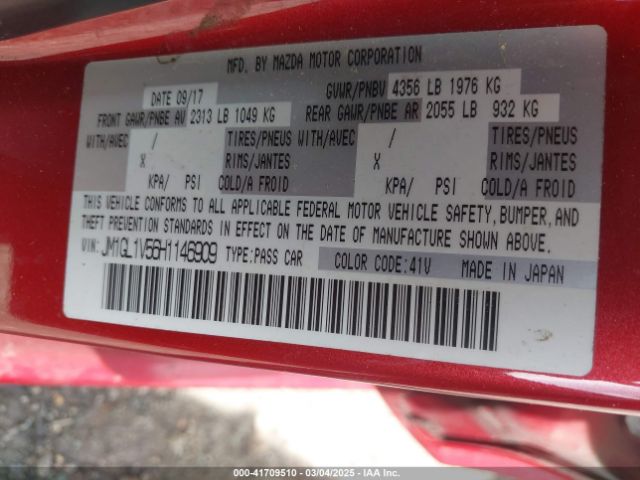 MFD. BY MAZDA MOTOR CORPORATION
DATE 09/17 GVWR/PNBV 4356 LB 1976 KG
FRONT GAWR/PNBE AV 2313 LB 1049 KG REAR GAWR/PNBE AR 2055 LB 932 KG
WITH/AVEC / TIRES/PNEUS WITH/AVEC / TIRES/PNEUS
X RIMS/JANTES X RIMS/JANTES
KPA/ PSI COLD/A FROID KPA/ PSI COLD/A FROID
THIS VEHICLE CONFORMS TO ALL APPLICABLE FEDERAL MOTOR VEHICLE SAFETY, BUMPER, AND
THEFT PREVENTION STANDARDS IN EFFECT ON THE DATE OF MANUFACTURE SHOWN ABOVE.
VIN: JM1GL1V56H1146909 TYPE:PASS CAR COLOR CODE:41V MADE IN JAPAN
000-41709510 - 03/04/2025 - IAA Inc.